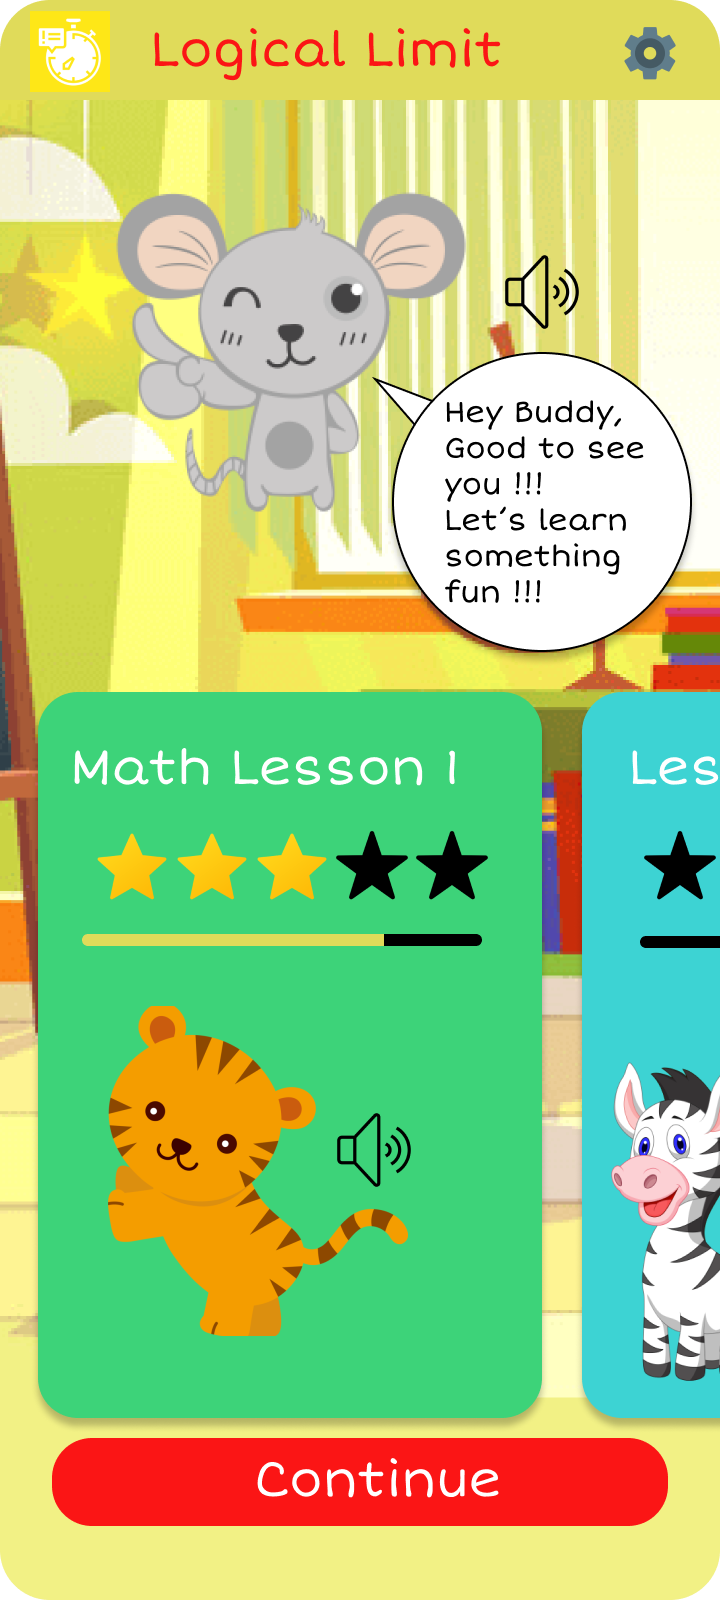 Logical Limit
Hey Buddy,
Good to see
you !!!
Let's learn
something
fun !!!
Math Lesson 1
Les
Continue